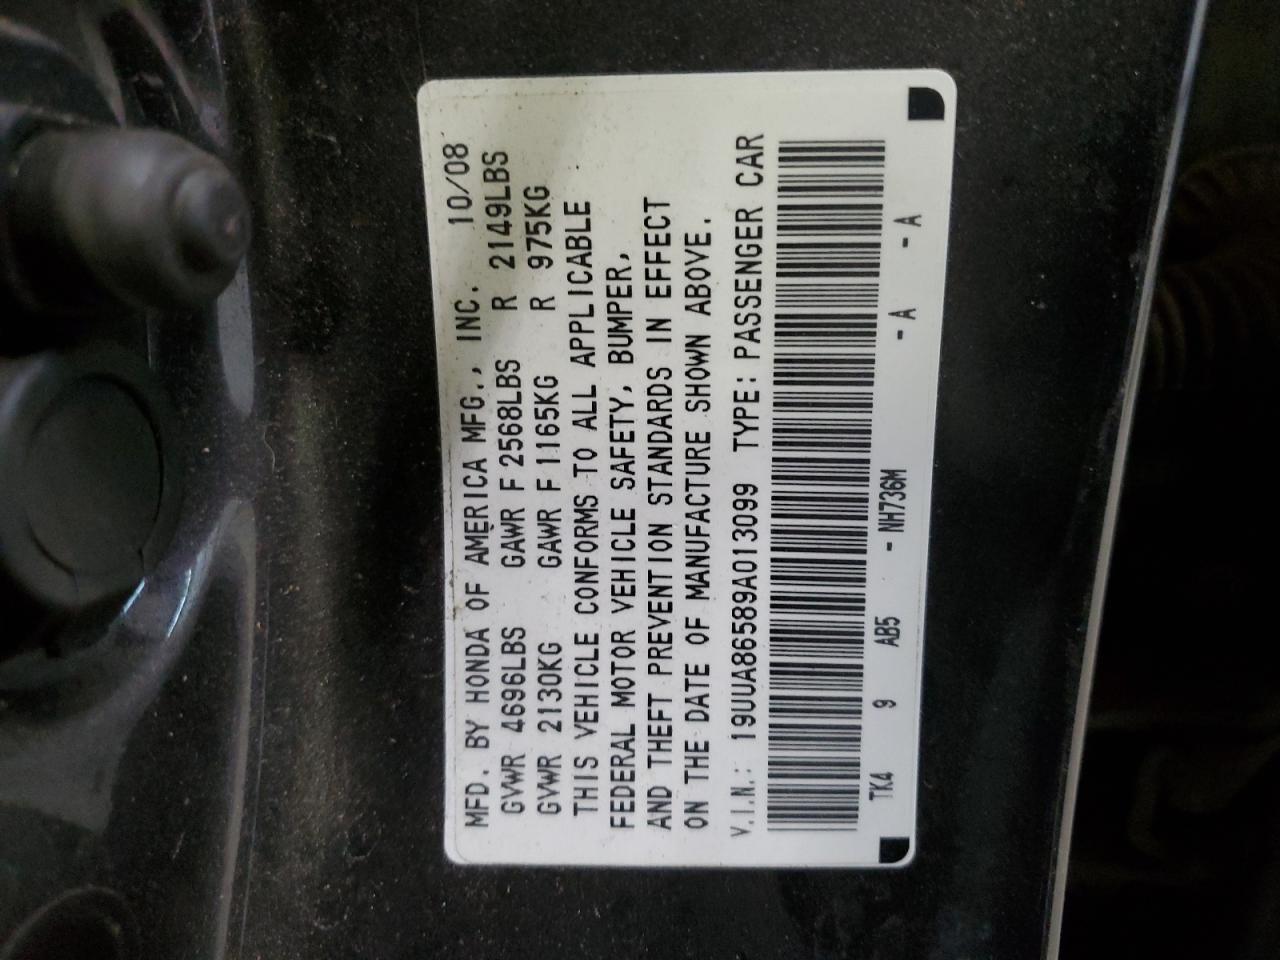 MFD. BY HONDA OF AMERICA MFG., INC. 10/08
GVWR 4696LBS GAWR F 2568LBS R 2149LBS
GVWR 2130KG GAWR F 1165KG R 975KG
THIS VEHICLE CONFORMS TO ALL APPLICABLE
FEDERAL MOTOR VEHICLE SAFETY, BUMPER,
AND THEFT PREVENTION STANDARDS IN EFFECT
ON THE DATE OF MANUFACTURE SHOWN ABOVE.
V.I.N.: 19UUA86589A013099 TYPE: PASSENGER CAR
TK4 9 AB5 - NH736M - A - A